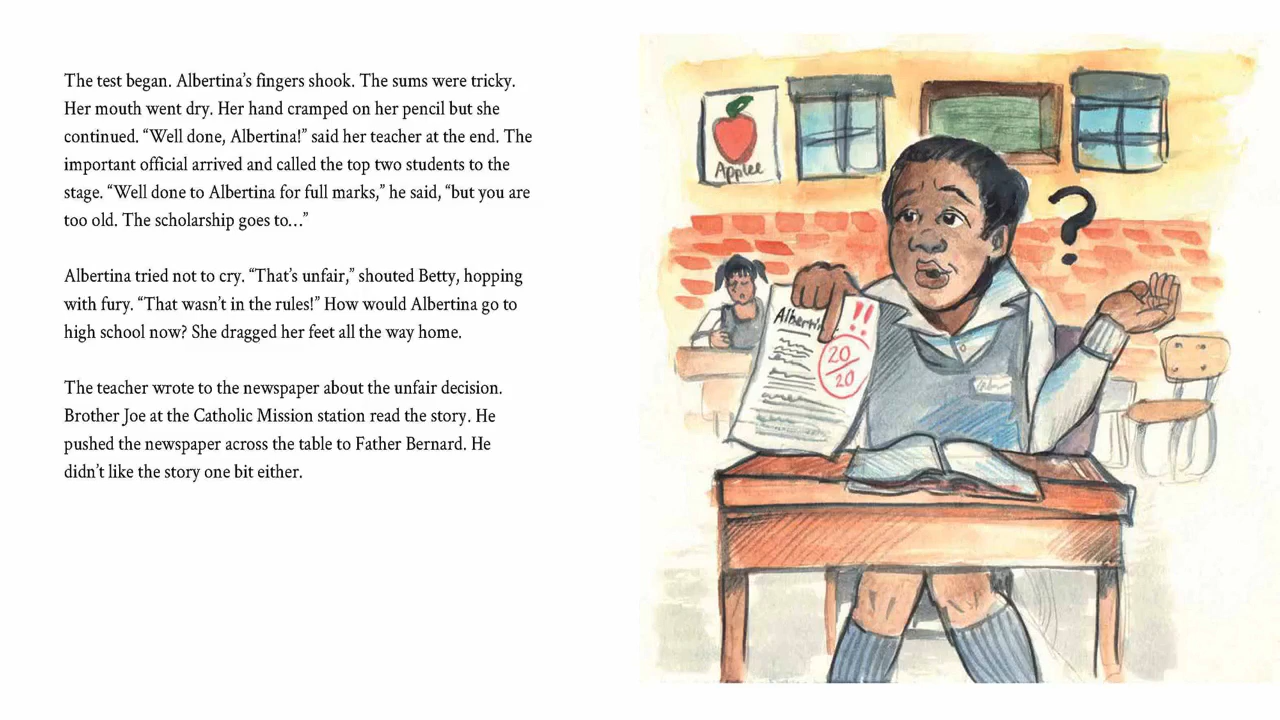 The test began. Albertina’s fingers shook. The sums were tricky.
Her mouth went dry. Her hand cramped on her pencil but she
continued. “Well done, Albertina!” said her teacher at the end. The
important official arrived and called the top two students to the
stage. “Well done to Albertina for full marks,” he said, “but you are
too old. The scholarship goes to…”
Albertina tried not to cry. “That’s unfair,” shouted Betty, hopping
with fury. “That wasn’t in the rules!” How would Albertina go to
high school now? She dragged her feet all the way home.
The teacher wrote to the newspaper about the unfair decision.
Brother Joe at the Catholic Mission station read the story. He
pushed the newspaper across the table to Father Bernard. He
didn’t like the story one bit either.
Applee
?
!!
20
20